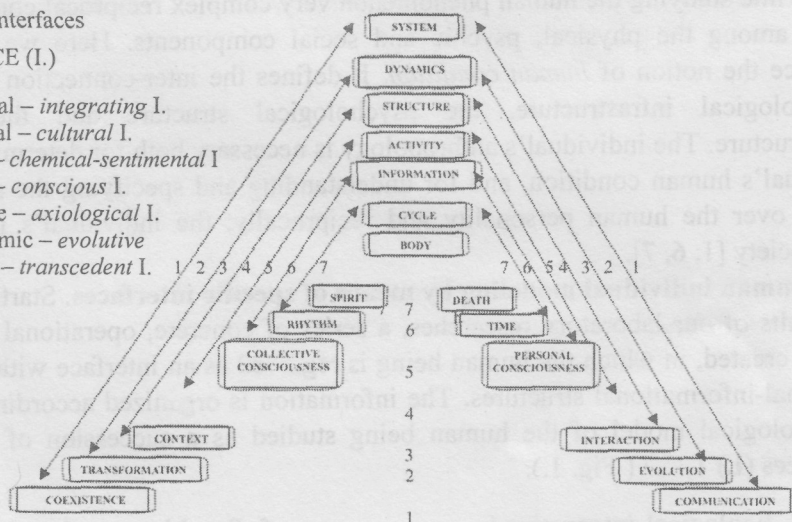 nterfaces
CE (I.)
al – integrating I.
al – cultural I.
– chemical-sentimental I
– conscious I.
e – axiological I.
mic – evolutive
– transcedent I.
SYSTEM
DYNAMICS
STRUCTURE
ACTIVITY
INFORMATION
CYCLE
BODY
1 2 3 4 5 6 7
7 6 5 4 3 2 1
SPIRIT
DEATH
7
RHYTHM
TIME
6
COLLECTIVE
CONSCIOUSNESS
PERSONAL
CONSCIOUSNESS
5
4
CONTEXT
INTERACTION
3
TRANSFORMATION
EVOLUTION
2
COEXISTENCE
COMMUNICATION
1